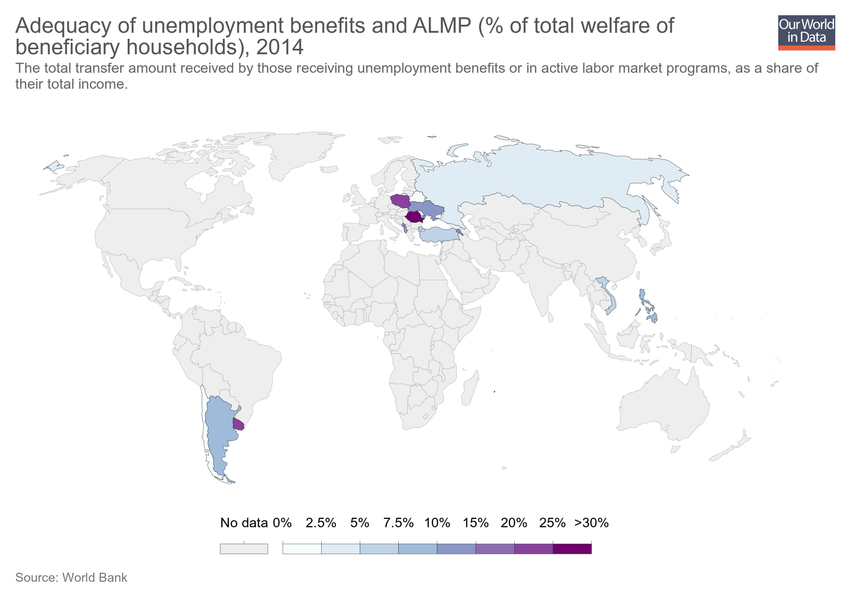 Adequacy of unemployment benefits and ALMP (% of total welfare of
beneficiary households), 2014
Our World
in Data
The total transfer amount received by those receiving unemployment benefits or in active labor market programs, as a share of
their total income.
No data 0% 2.5% 5% 7.5% 10% 15% 20% 25% >30%
Source: World Bank